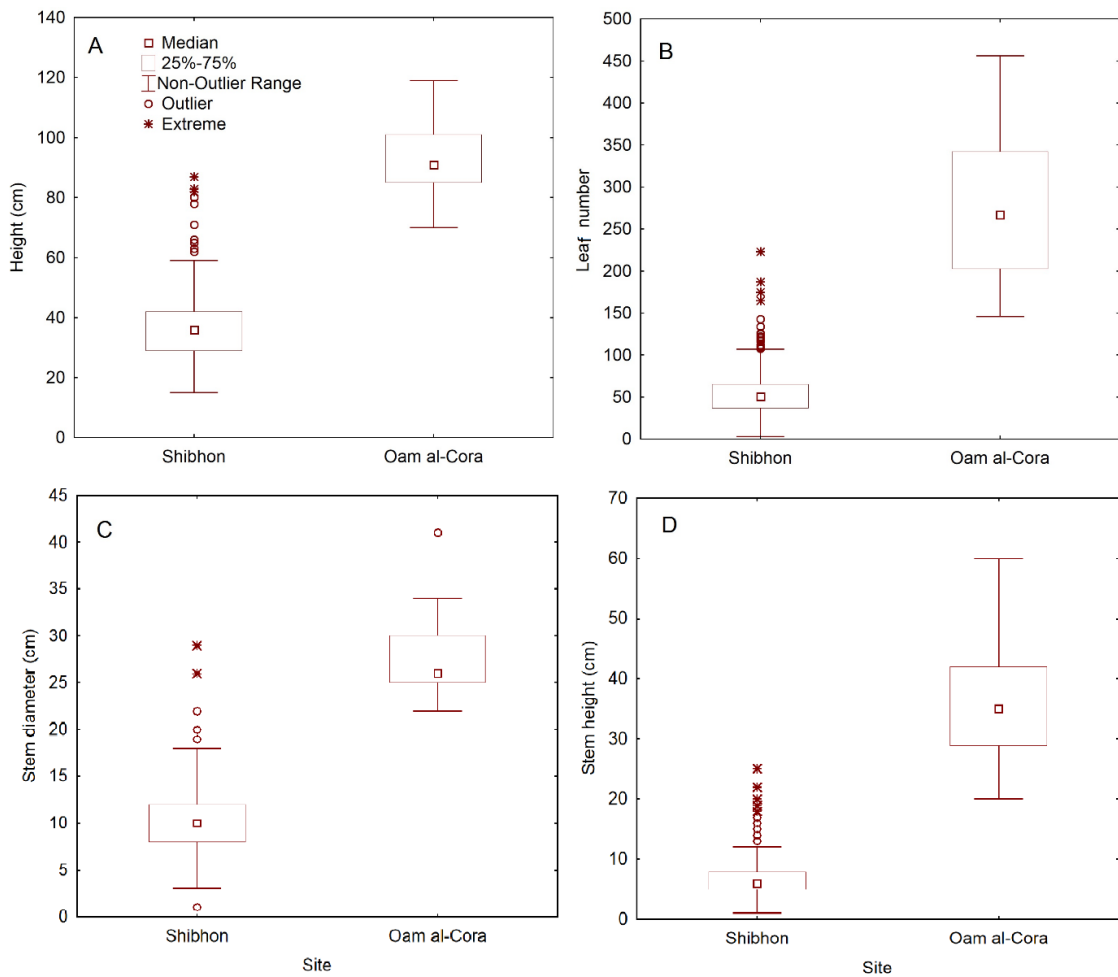 A
Median
25%-75%
Non-Outlier Range
Outlier
Extreme
Height (cm)
140
120
100
80
60
40
20
0
Shibhon
Oam al-Cora
B
Leaf number
500
450
400
350
300
250
200
150
100
50
0
Shibhon
Oam al-Cora
C
Stem diameter (cm)
45
40
35
30
25
20
15
10
5
0
Shibhon
Oam al-Cora
Site
D
Stem height (cm)
70
60
50
40
30
20
10
0
Shibhon
Oam al-Cora
Site